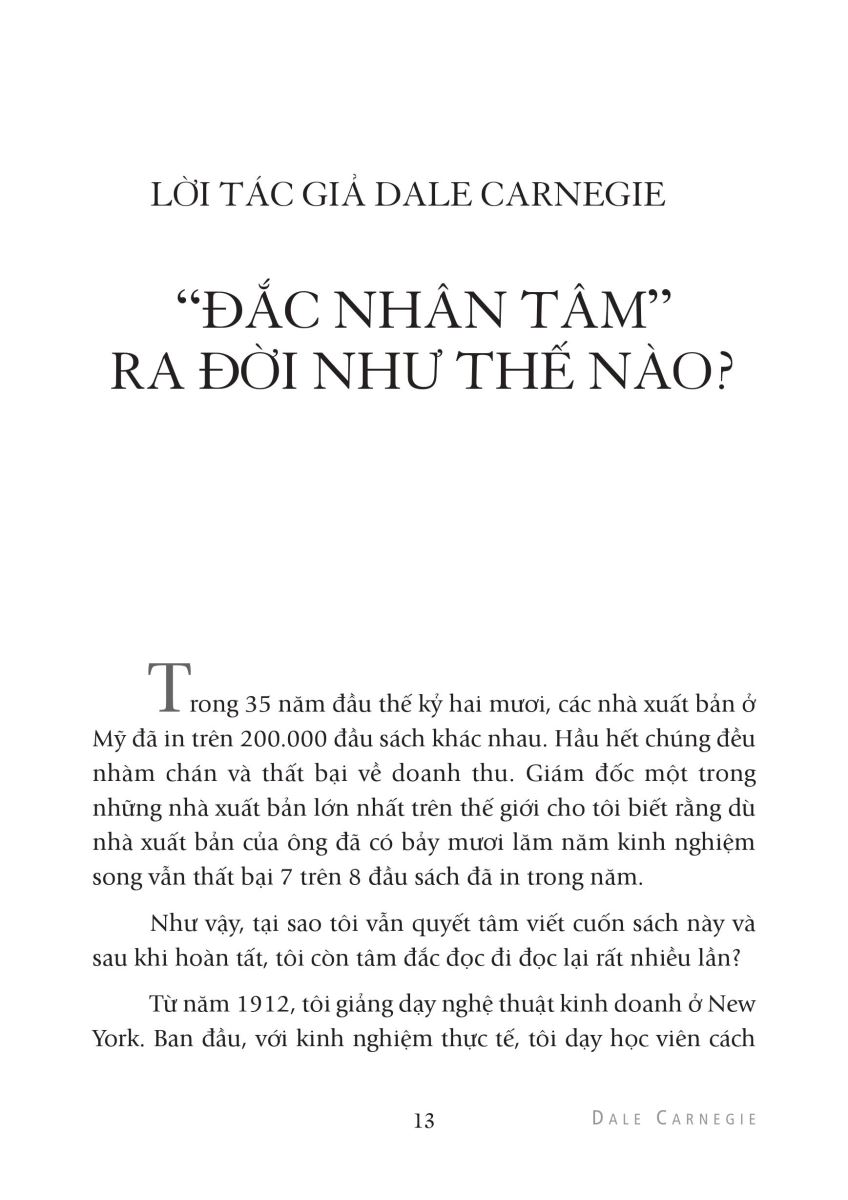 LỜI TÁC GIẢ DALE CARNEGIE
“ĐẮC NHÂN TÂM”
RA ĐỜI NHƯ THẾ NÀO?
Trong 35 năm đầu thế kỷ hai mươi, các nhà xuất bản ở
Mỹ đã in trên 200.000 đầu sách khác nhau. Hầu hết chúng đều
nhàm chán và thất bại về doanh thu. Giám đốc một trong
những nhà xuất bản lớn nhất trên thế giới cho tôi biết rằng dù
nhà xuất bản của ông đã có bảy mươi lăm năm kinh nghiệm
song vẫn thất bại 7 trên 8 đầu sách đã in trong năm.
Như vậy, tại sao tôi vẫn quyết tâm viết cuốn sách này và
sau khi hoàn tất, tôi còn tâm đắc đọc đi đọc lại rất nhiều lần?
Từ năm 1912, tôi giảng dạy nghệ thuật kinh doanh ở New
York. Ban đầu, với kinh nghiệm thực tế, tôi dạy học viên cách
13 DALE CARNEGIE